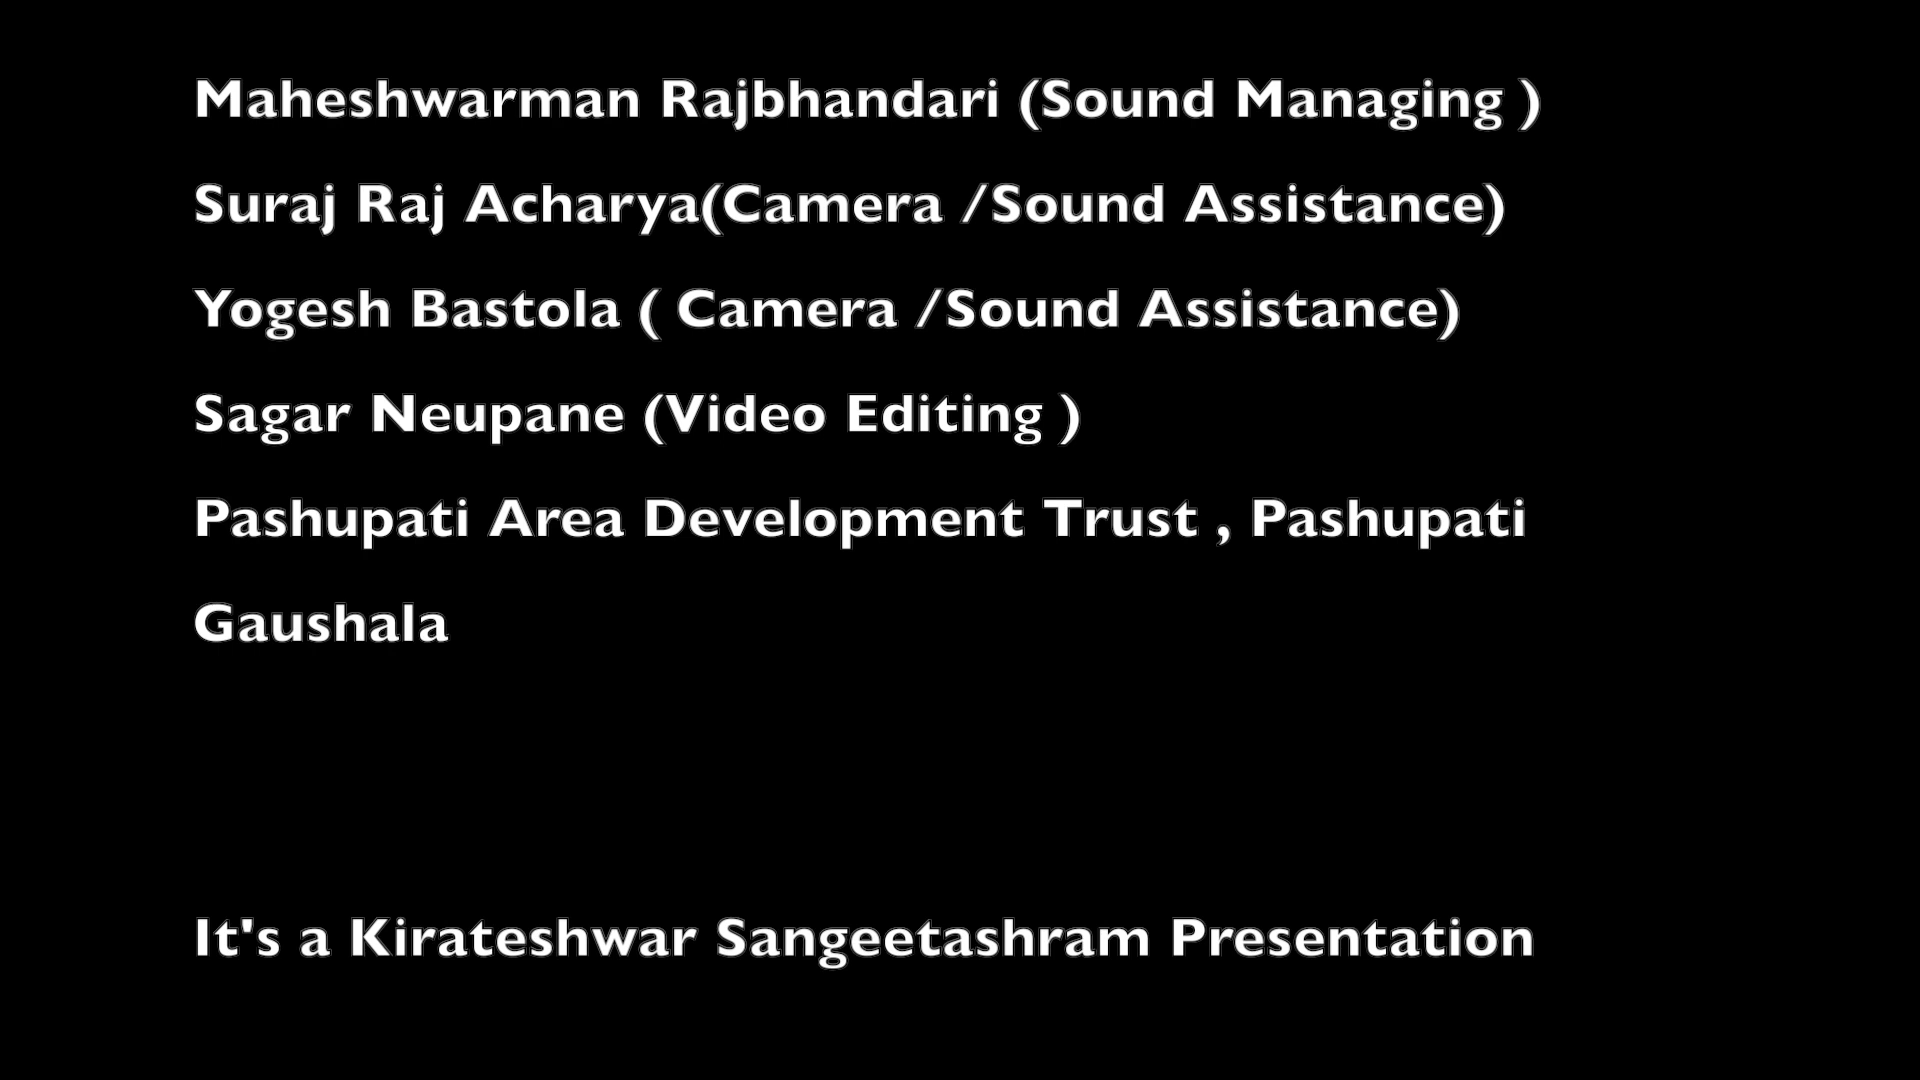 Maheshwarman Rajbhandari (Sound Managing )
Suraj Raj Acharya(Camera /Sound Assistance)
Yogesh Bastola ( Camera /Sound Assistance)
Sagar Neupane (Video Editing )
Pashupati Area Development Trust , Pashupati
Gaushala
It's a Kirateshwar Sangeetashram Presentation